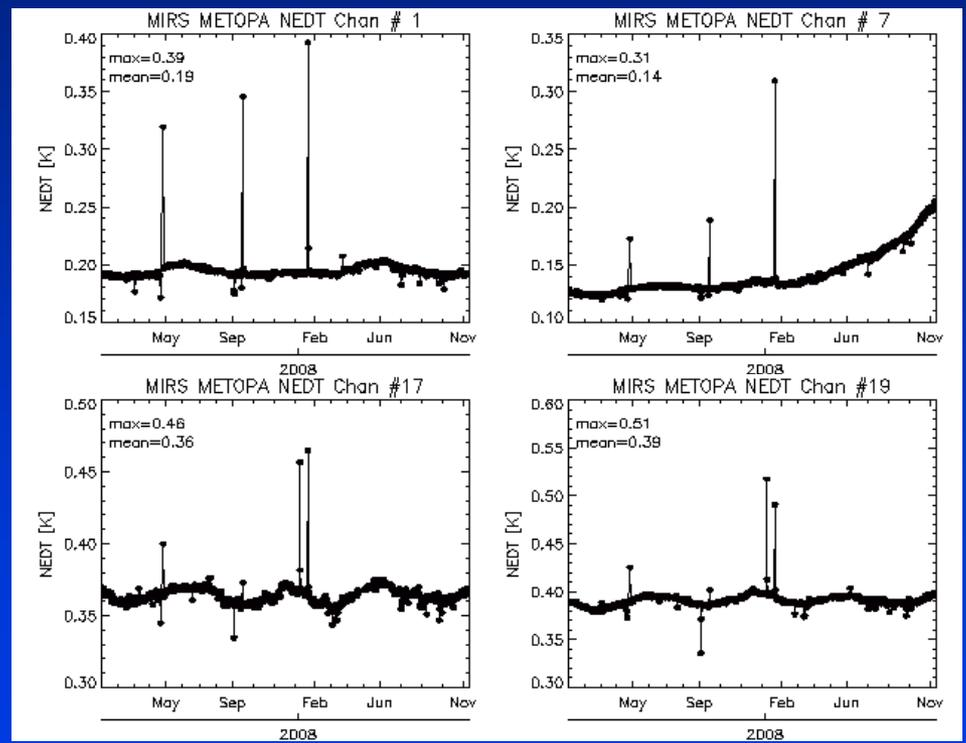 MIRS METOPA NEDT Chan # 1
max=0.39
mean=0.19
NEDT [K]
0.40
0.35
0.30
0.25
0.20
0.15
May Sep Feb Jun Nov
2008
MIRS METOPA NEDT Chan # 7
max=0.31
mean=0.14
NEDT [K]
0.35
0.30
0.25
0.20
0.15
0.10
May Sep Feb Jun Nov
2008
MIRS METOPA NEDT Chan #17
max=0.46
mean=0.36
NEDT [K]
0.50
0.45
0.40
0.35
0.30
May Sep Feb Jun Nov
2008
MIRS METOPA NEDT Chan #19
max=0.51
mean=0.39
NEDT [K]
0.60
0.55
0.50
0.45
0.40
0.35
0.30
May Sep Feb Jun Nov
2008